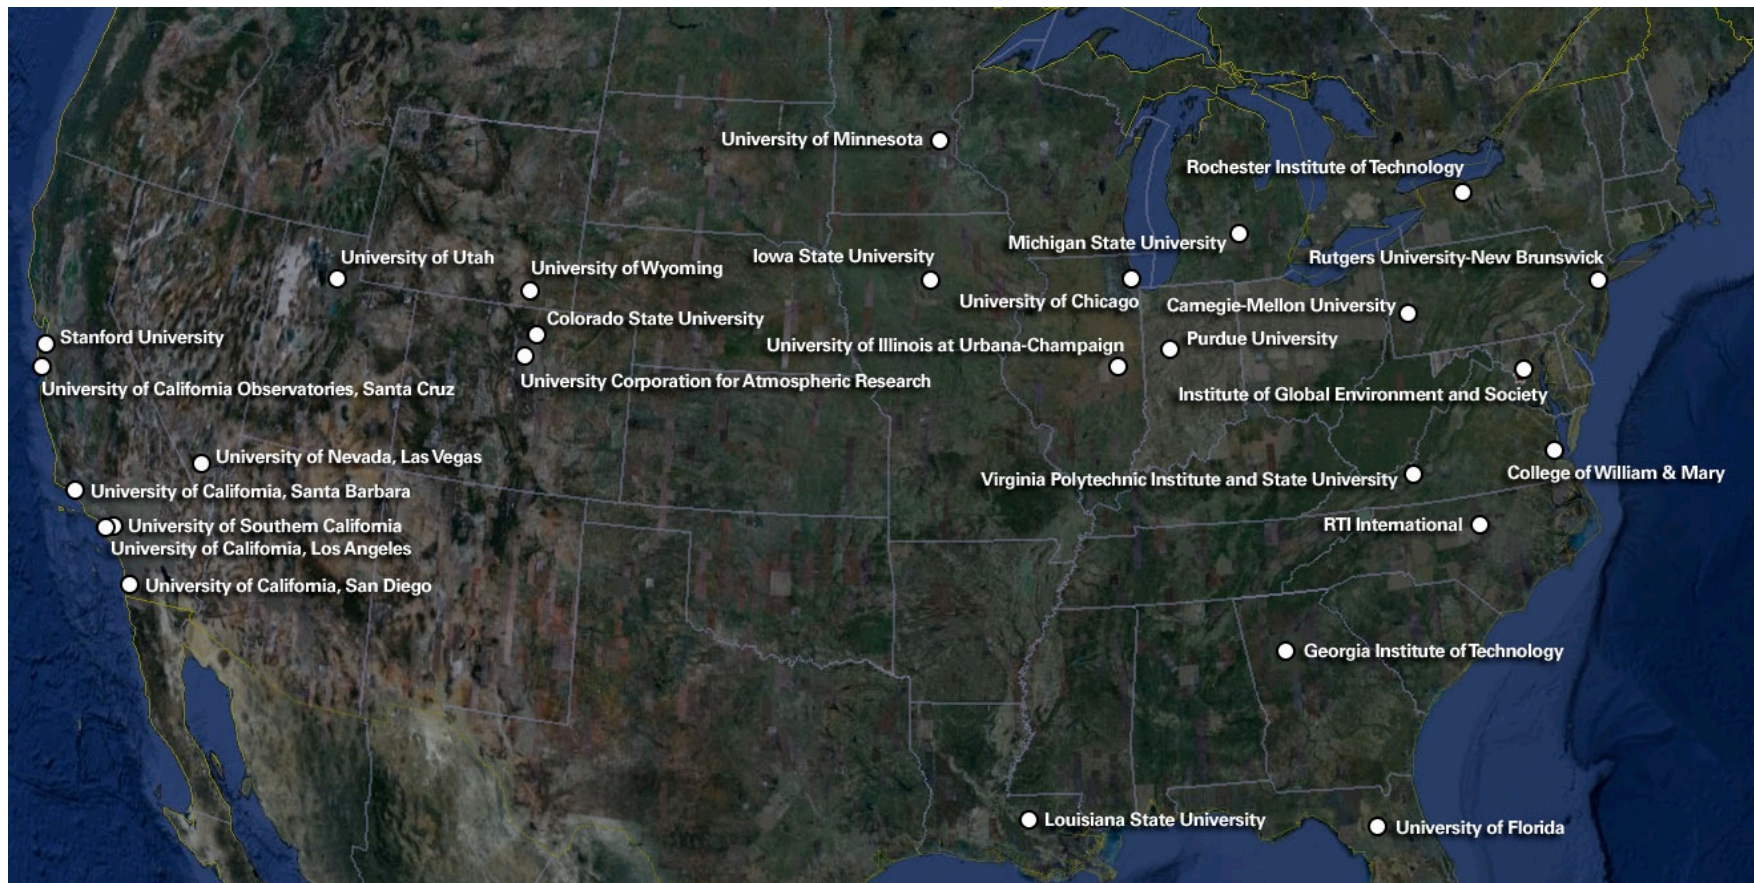 University of Minnesota
Rochester Institute of Technology
Michigan State University
University of Utah
Iowa State University
Rutgers University-New Brunswick
University of Wyoming
University of Chicago
Carnegie-Mellon University
Colorado State University
Stanford University
Purdue University
University of Illinois at Urbana-Champaign
University Corporation for Atmospheric Research
University of California Observatories, Santa Cruz
Institute of Global Environment and Society
University of Nevada, Las Vegas
College of William & Mary
Virginia Polytechnic Institute and State University
University of California, Santa Barbara
University of Southern California
RTI International
University of California, Los Angeles
University of California, San Diego
Georgia Institute of Technology
Louisiana State University
University of Florida